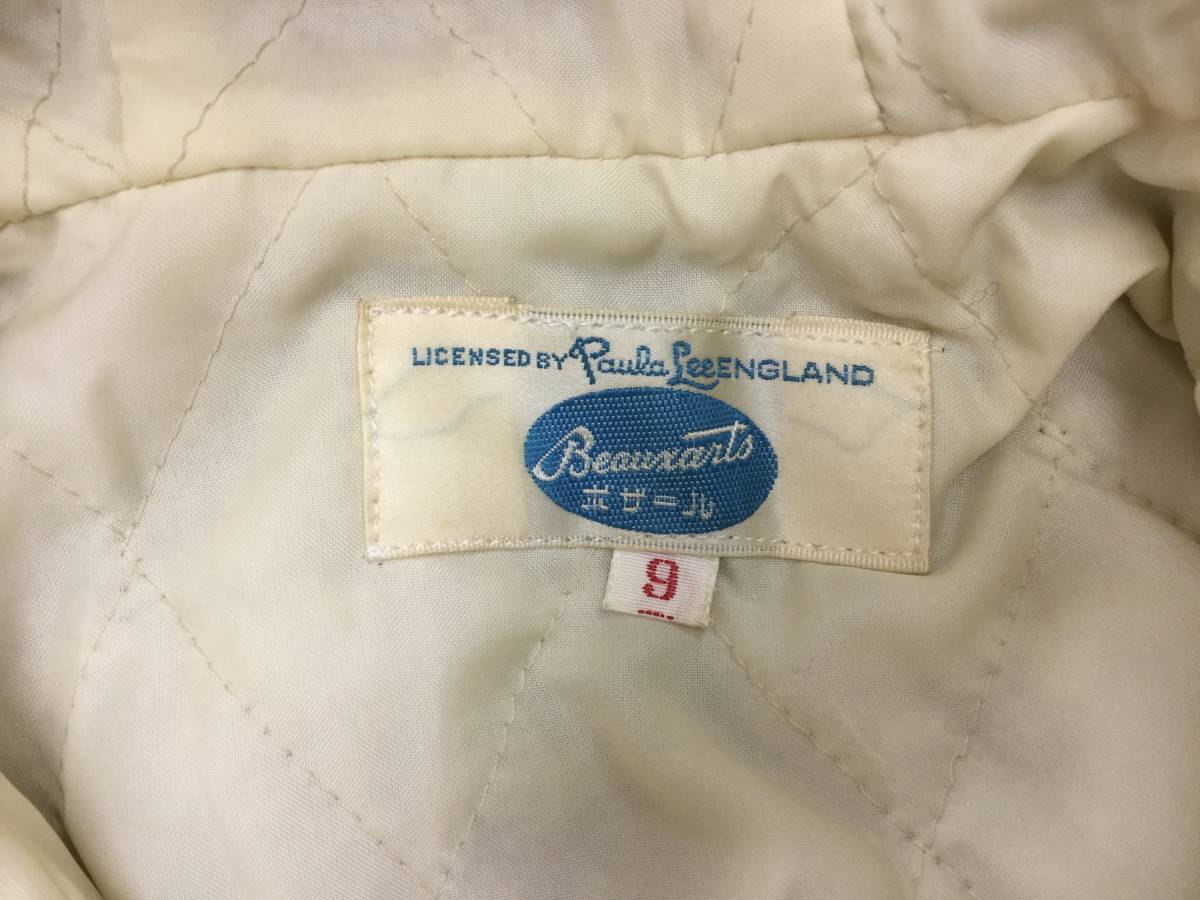 LICENSED BY Paula Lee ENGLAND
Beauxarts
ボザール
9